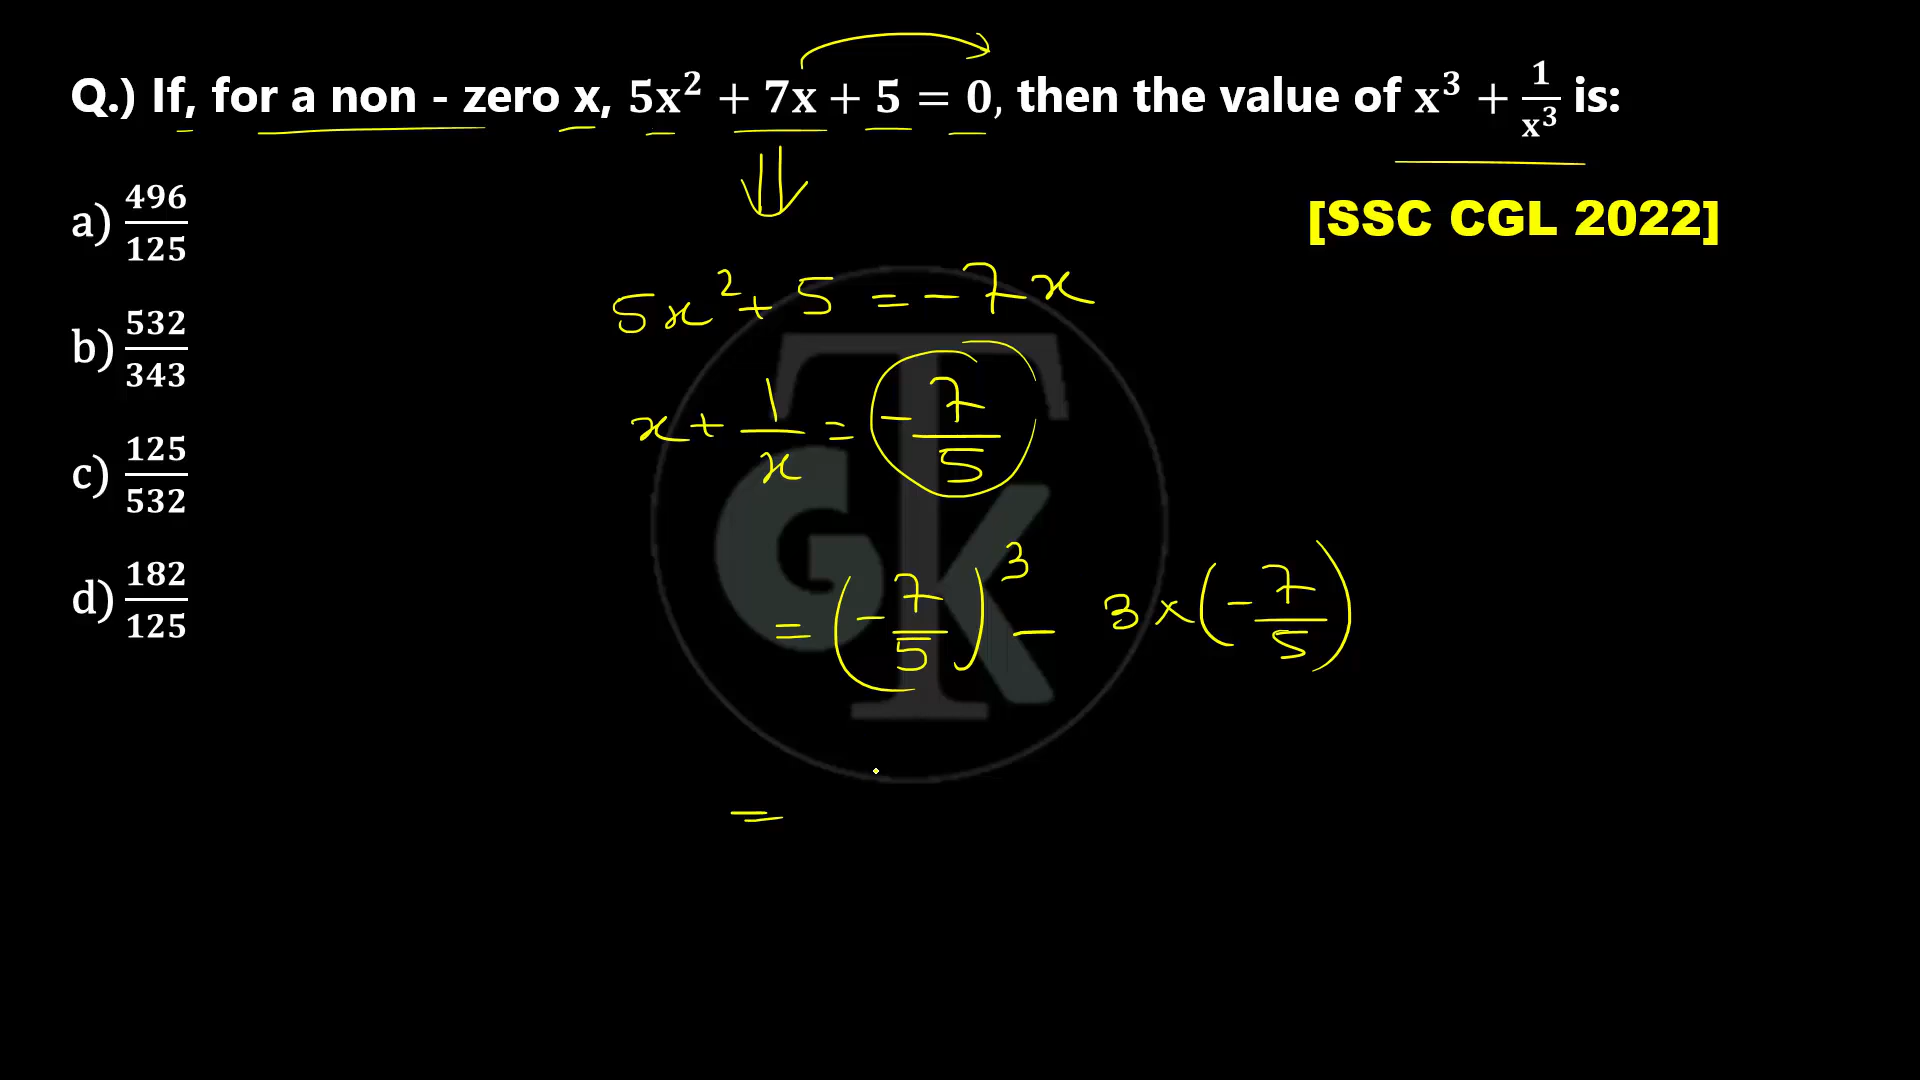 Q.) If, for a non - zero x, 5x² + 7x + 5 = 0, then the value of x³ + 1/x³ is:
[SSC CGL 2022]
a) 496/125
b) 532/343
c) 125/532
d) 182/125
5x² + 5 = -7x
x + 1/x = -7/5
= (-7/5)³ - 3 × (-7/5)
=
GTK